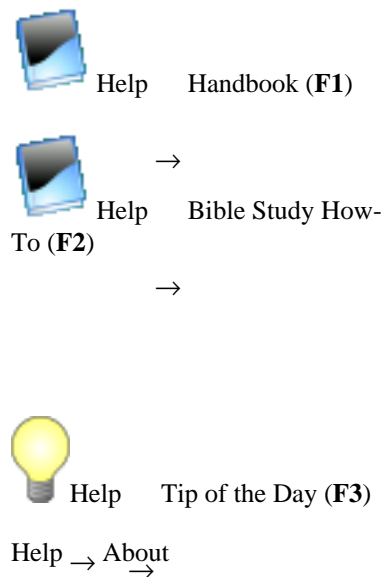 Help → Handbook (F1)
Help → Bible Study How-
To (F2)
Help → Tip of the Day (F3)
Help → About